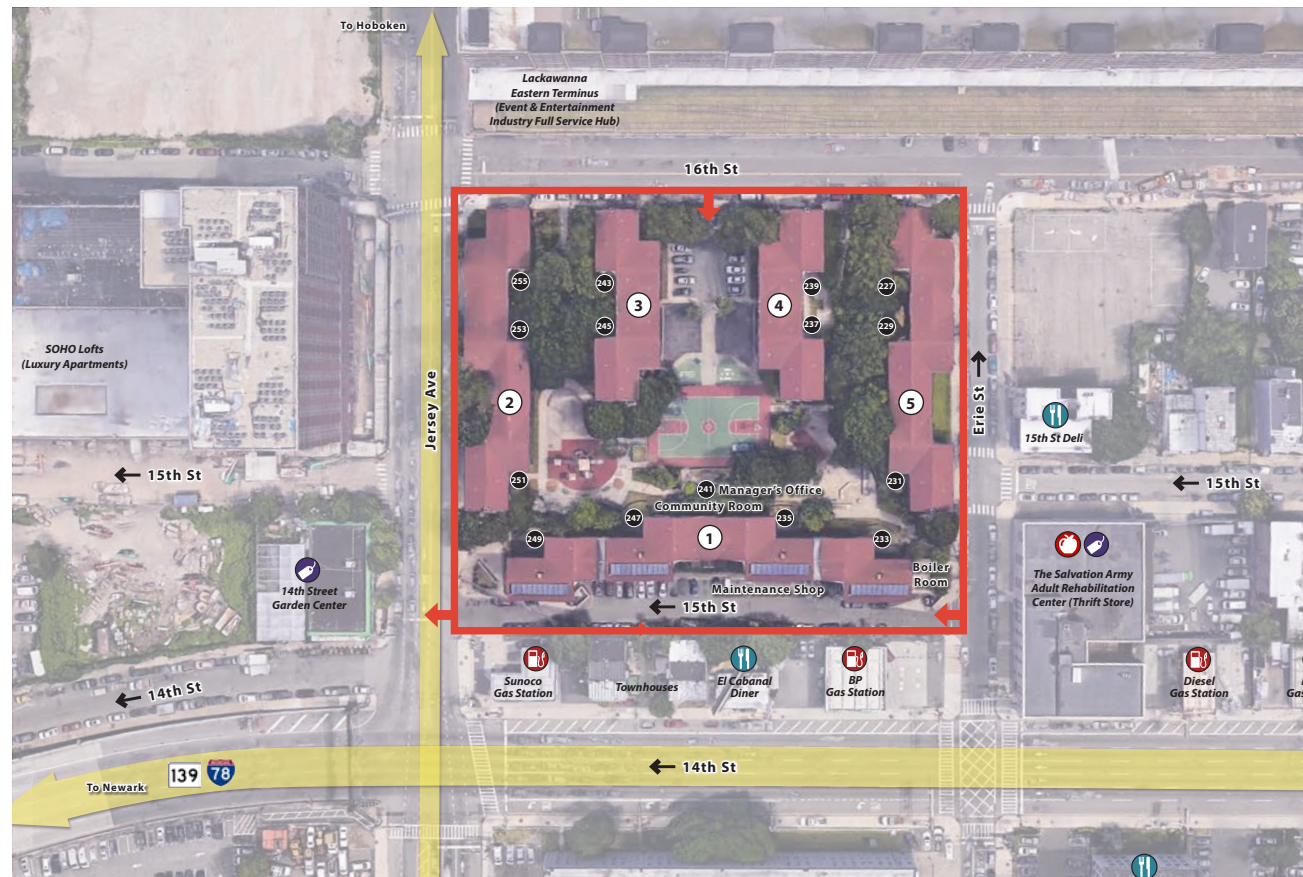 To Hoboken
Lackawanna
Eastern Terminus
(Event & Entertainment
Industry Full Service Hub)
16th St
255
243
239
227
3
4
253
245
237
229
SOHO Lofts
(Luxury Apartments)
Jersey Ave
2
5
Erie St
15th St Deli
15th St
251
241
Manager's Office
Community Room
231
15th St
247
235
249
1
233
Boiler
Room
14th Street
Garden Center
Maintenance Shop
15th St
The Salvation Army
Adult Rehabilitation
Center (Thrift Store)
Sunoco
Gas Station
Townhouses
El Cabanal
Diner
BP
Gas Station
Diesel
Gas Station
14th St
139
78
To Newark
14th St